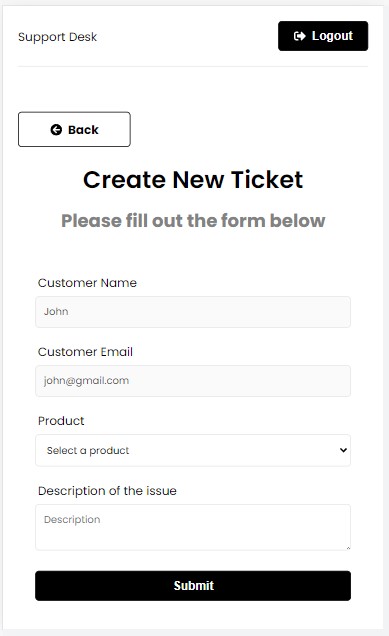 Support Desk
Logout
Back
Create New Ticket
Please fill out the form below
Customer Name
John
Customer Email
john@gmail.com
Product
Select a product
Description of the issue
Description
Submit